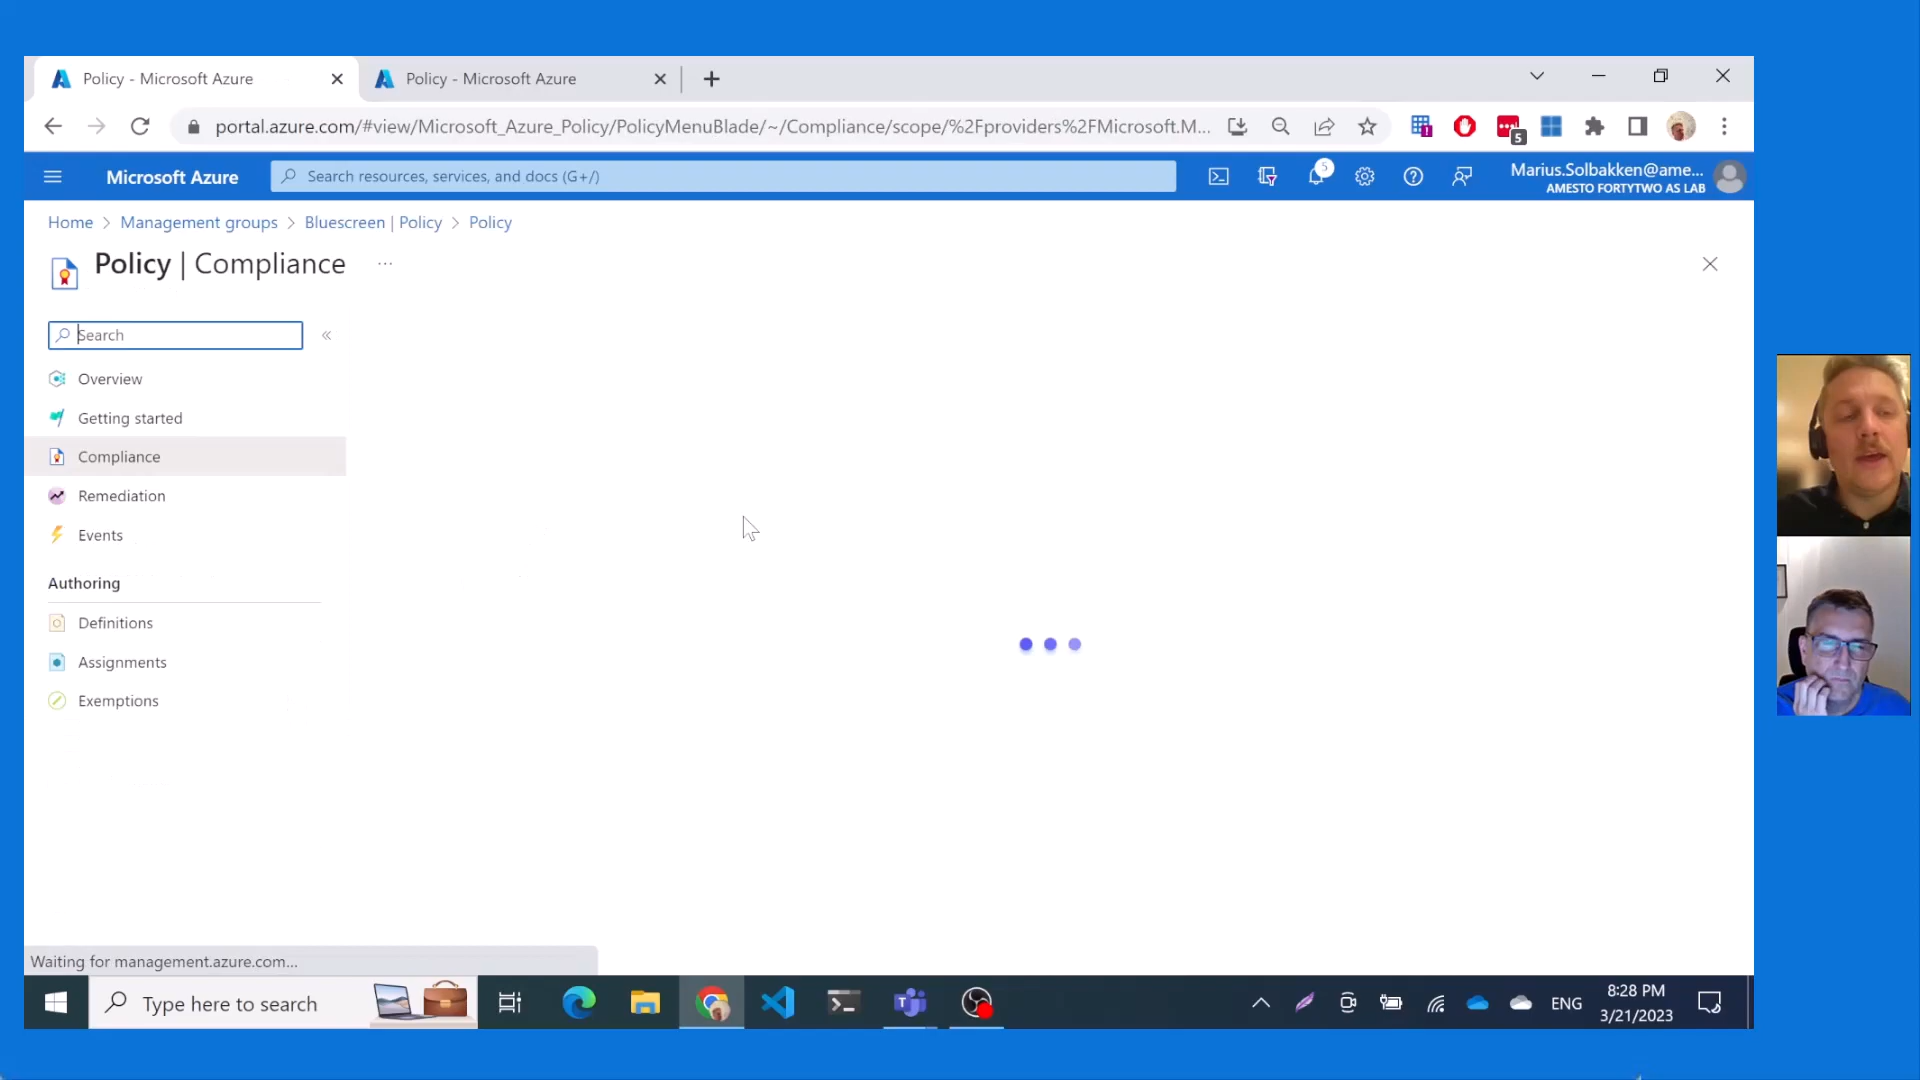 Policy - Microsoft Azure
Policy - Microsoft Azure
portal.azure.com/#view/Microsoft_Azure_Policy/PolicyMenuBlade/~/Compliance/scope/%2Fproviders%2FMicrosoft.M...
5
Microsoft Azure
Search resources, services, and docs (G+/)
5
Marius.Solbakken@ame...
AMESTO FORTYTWO AS LAB
Home > Management groups > Bluescreen | Policy > Policy
Policy | Compliance ...
Search
«
Overview
Getting started
Compliance
Remediation
Events
Authoring
Definitions
Assignments
Exemptions
Waiting for management.azure.com...
Type here to search
ENG
8:28 PM
3/21/2023